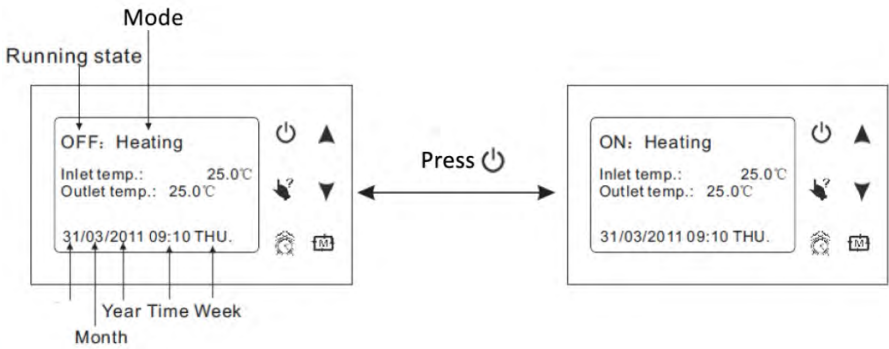 Mode
Running state
OFF: Heating
Inlet temp.: 25.0℃
Outlet temp.: 25.0℃
31/03/2011 09:10 THU.
Year Time Week
Month
Press
ON: Heating
Inlet temp.: 25.0℃
Outlet temp.: 25.0℃
31/03/2011 09:10 THU.
?
M
?
M